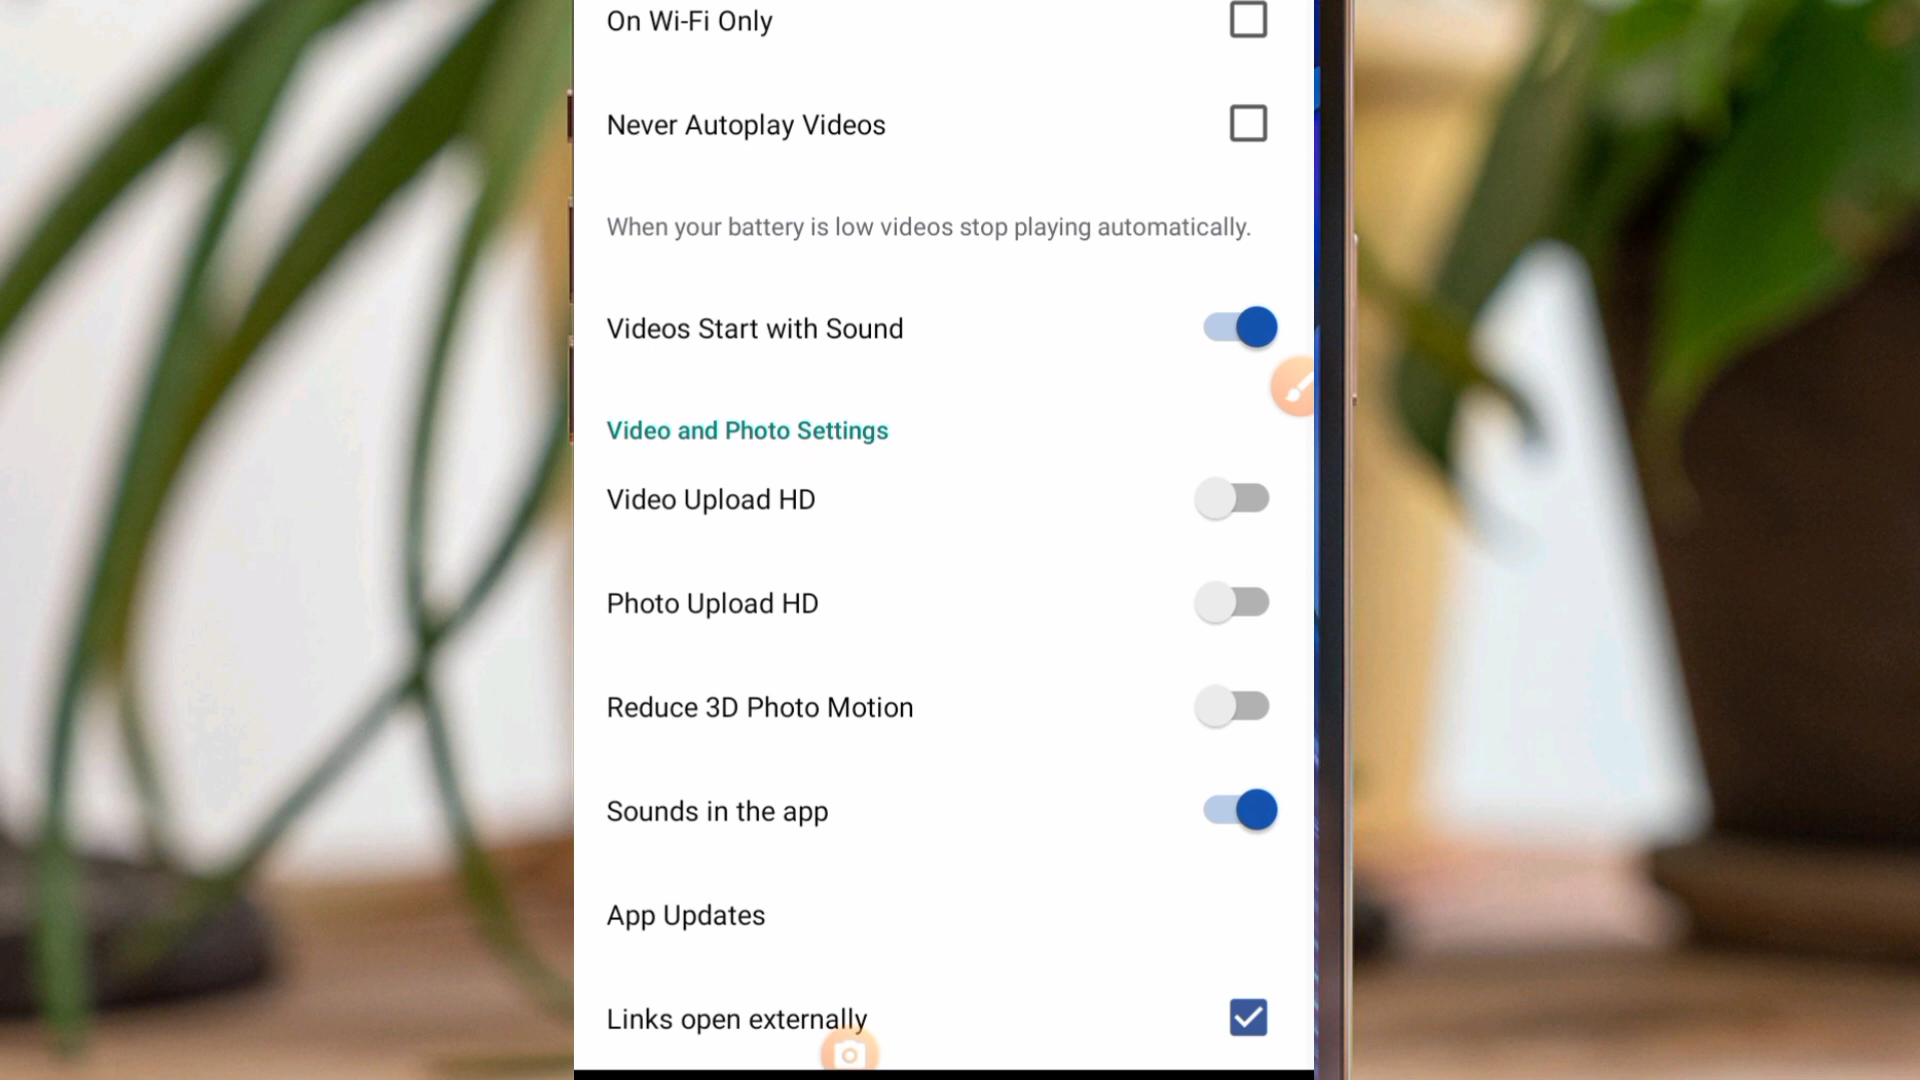 On Wi-Fi Only
Never Autoplay Videos
When your battery is low videos stop playing automatically.
Videos Start with Sound
Video and Photo Settings
Video Upload HD
Photo Upload HD
Reduce 3D Photo Motion
Sounds in the app
App Updates
Links open externally